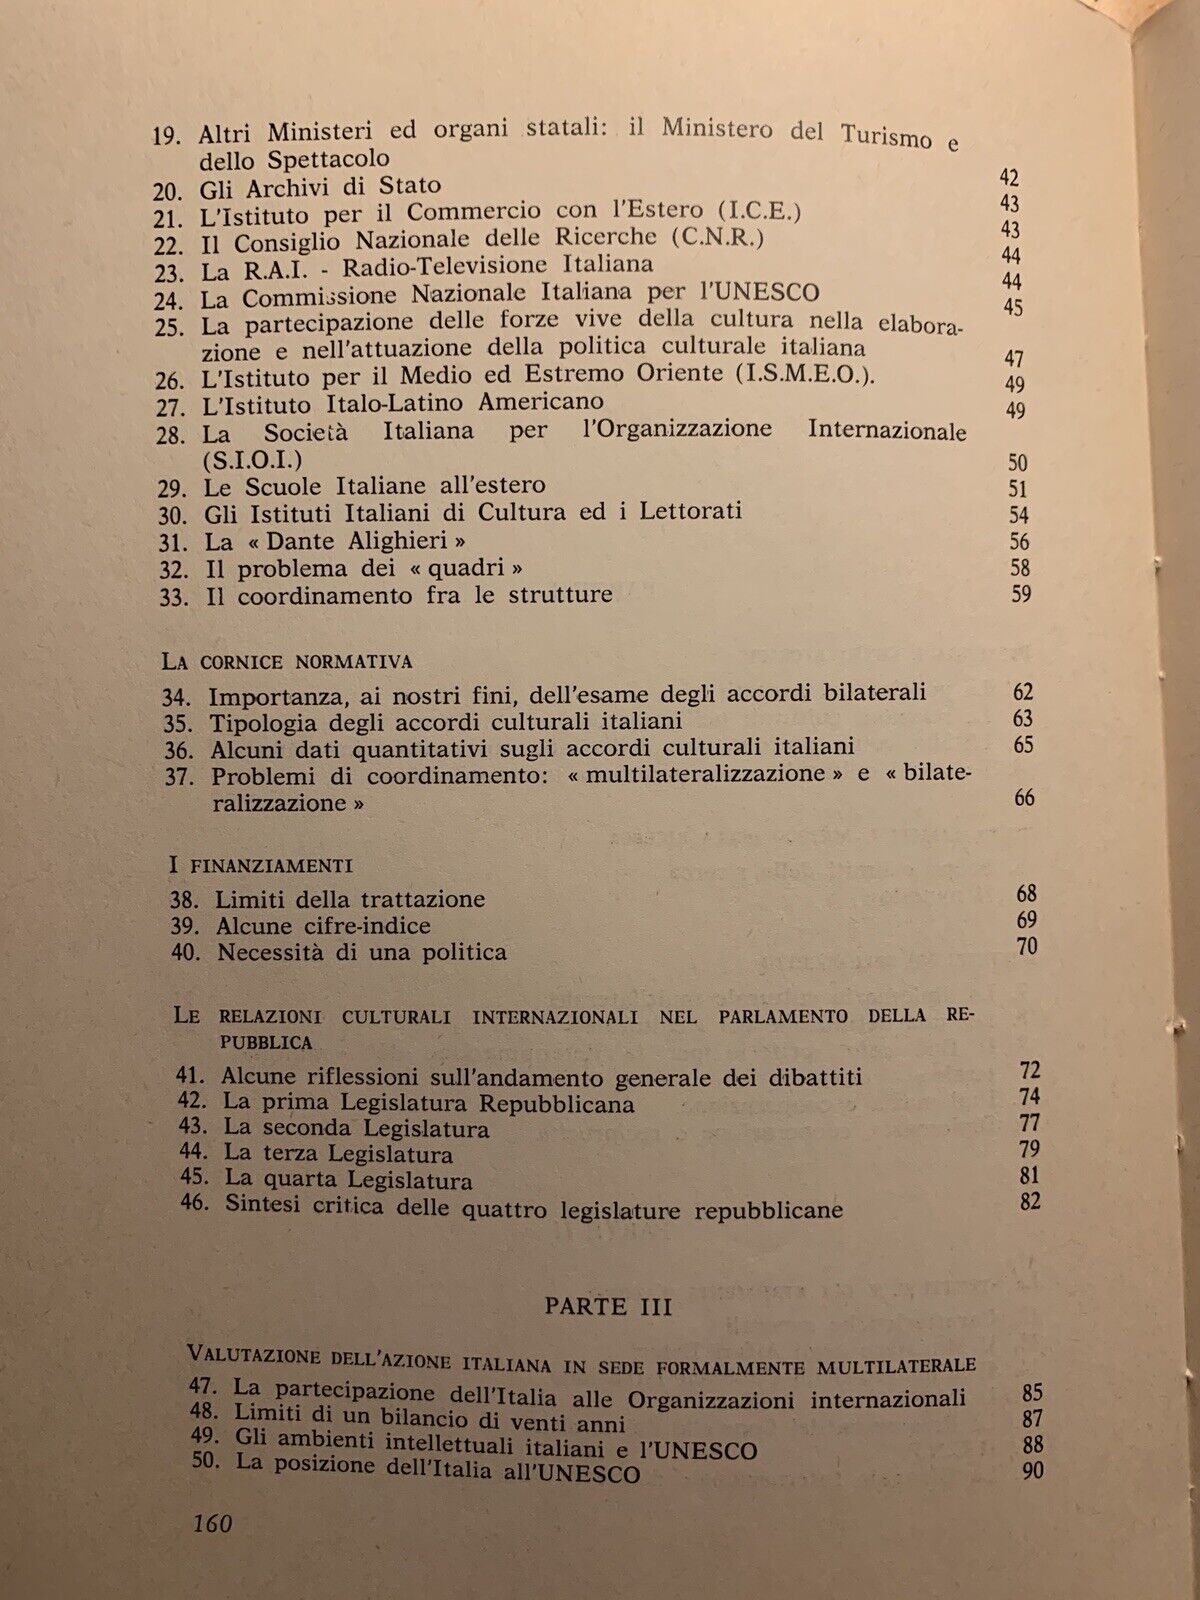 19. Altri Ministeri ed organi statali: il Ministero del Turismo e
dello Spettacolo 42
20. Gli Archivi di Stato 43
21. L'Istituto per il Commercio con l'Estero (I.C.E.) 43
22. Il Consiglio Nazionale delle Ricerche (C.N.R.) 44
23. La R.A.I. - Radio-Televisione Italiana 44
24. La Commissione Nazionale Italiana per l'UNESCO 45
25. La partecipazione delle forze vive della cultura nella elabora-
zione e nell'attuazione della politica culturale italiana 47
26. L'Istituto per il Medio ed Estremo Oriente (I.S.M.E.O.). 49
27. L'Istituto Italo-Latino Americano 49
28. La Società Italiana per l'Organizzazione Internazionale
(S.I.O.I.) 50
29. Le Scuole Italiane all'estero 51
30. Gli Istituti Italiani di Cultura ed i Lettorati 54
31. La « Dante Alighieri » 56
32. Il problema dei « quadri » 58
33. Il coordinamento fra le strutture 59
LA CORNICE NORMATIVA
34. Importanza, ai nostri fini, dell'esame degli accordi bilaterali 62
35. Tipologia degli accordi culturali italiani 63
36. Alcuni dati quantitativi sugli accordi culturali italiani 65
37. Problemi di coordinamento: « multilateralizzazione » e « bilate-
ralizzazione » 66
I FINANZIAMENTI
38. Limiti della trattazione 68
39. Alcune cifre-indice 69
40. Necessità di una politica 70
LE RELAZIONI CULTURALI INTERNAZIONALI NEL PARLAMENTO DELLA RE-
PUBBLICA
41. Alcune riflessioni sull'andamento generale dei dibattiti 72
42. La prima Legislatura Repubblicana 74
43. La seconda Legislatura 77
44. La terza Legislatura 79
45. La quarta Legislatura 81
46. Sintesi critica delle quattro legislature repubblicane 82
PARTE III
VALUTAZIONE DELL'AZIONE ITALIANA IN SEDE FORMALMENTE MULTILATERALE
47. La partecipazione dell'Italia alle Organizzazioni internazionali 85
48. Limiti di un bilancio di venti anni 87
49. Gli ambienti intellettuali italiani e l'UNESCO 88
50. La posizione dell'Italia all'UNESCO 90
160